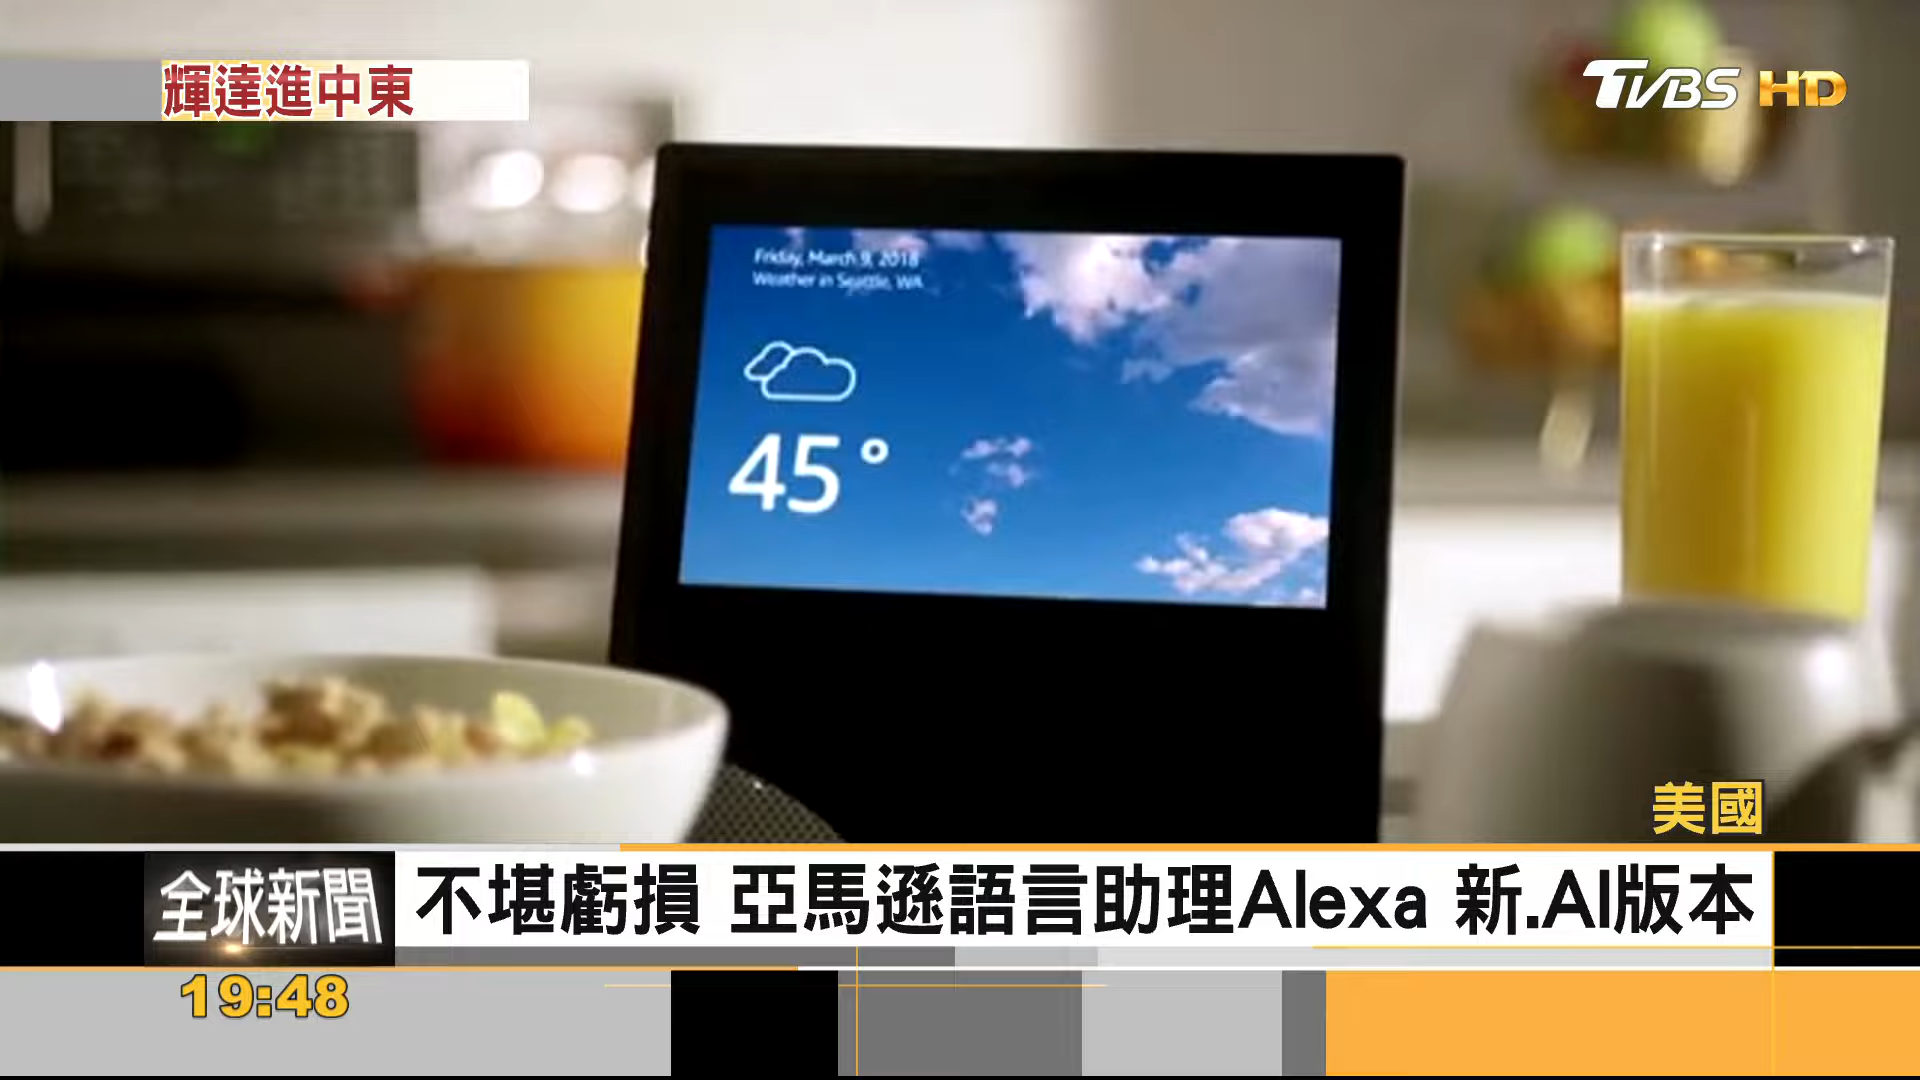 輝達進中東
TVBS HD
Friday, March 9, 2018
Weather in Seattle, WA
45°
美國
全球新聞
不堪虧損 亞馬遜語言助理Alexa 新.AI版本
19:48